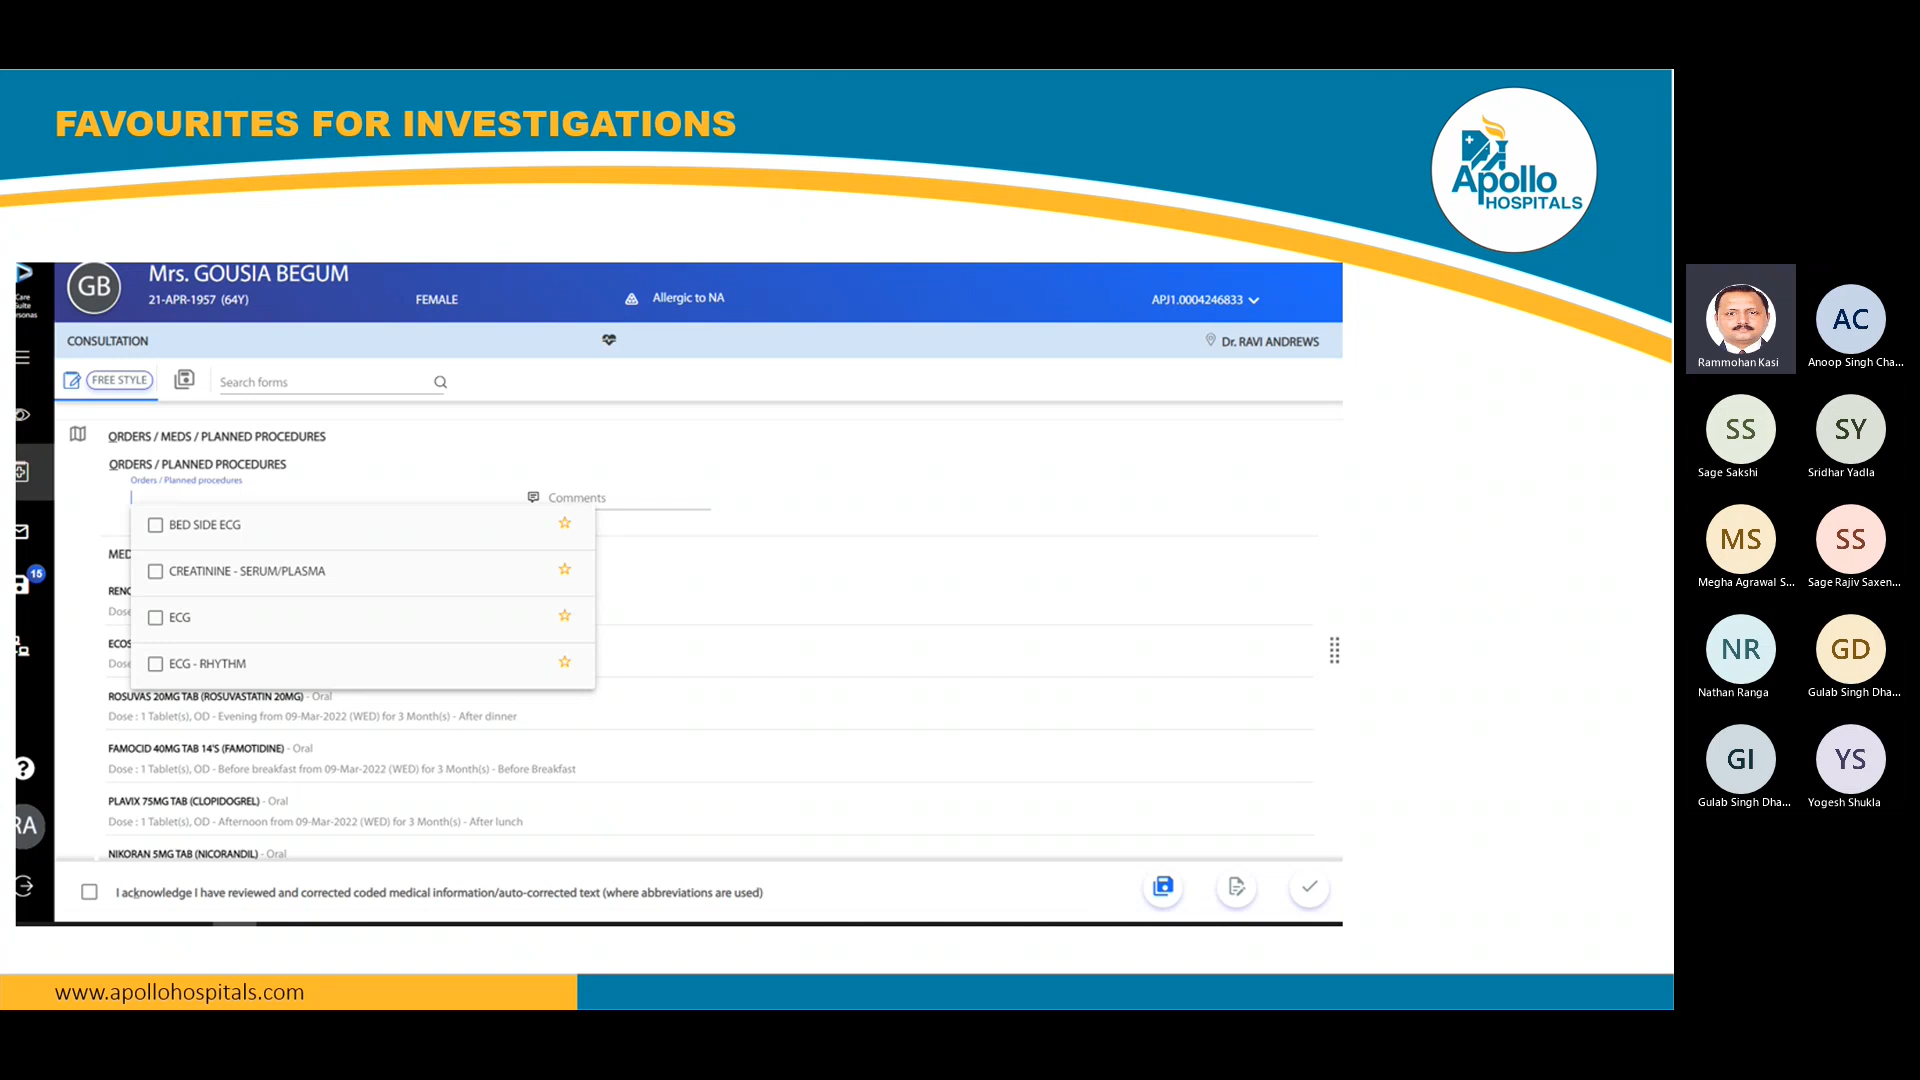 FAVOURITES FOR INVESTIGATIONS
Apollo
HOSPITALS
GB
Mrs. GOUSIA BEGUM
21-APR-1957 (64Y)
FEMALE
Allergic to NA
APJ1.0004246833
CONSULTATION
Dr. RAVI ANDREWS
FREE STYLE
Search forms
ORDERS / MEDS / PLANNED PROCEDURES
ORDERS / PLANNED PROCEDURES
Orders / Planned procedures
Comments
BED SIDE ECG
MED
CREATININE - SERUM/PLASMA
15
RENO
Dose
ECG
ECOS
Dose
ECG - RHYTHM
ROSUVAS 20MG TAB (ROSUVASTATIN 20MG) - Oral
Dose : 1 Tablet(s), OD - Evening from 09-Mar-2022 (WED) for 3 Month(s) - After dinner
FAMOCID 40MG TAB 14'S (FAMOTIDINE) - Oral
Dose : 1 Tablet(s), OD - Before breakfast from 09-Mar-2022 (WED) for 3 Month(s) - Before Breakfast
PLAVIX 75MG TAB (CLOPIDOGREL) - Oral
Dose : 1 Tablet(s), OD - Afternoon from 09-Mar-2022 (WED) for 3 Month(s) - After lunch
RA
NIKORAN 5MG TAB (NICORANDIL) - Oral
I acknowledge I have reviewed and corrected coded medical information/auto-corrected text (where abbreviations are used)
www.apollohospitals.com
Rammohan Kasi
AC
Anoop Singh Cha...
SS
Sage Sakshi
SY
Sridhar Yadla
MS
Megha Agrawal S...
SS
Sage Rajiv Saxen...
NR
Nathan Ranga
GD
Gulab Singh Dha...
GI
Gulab Singh Dha...
YS
Yogesh Shukla